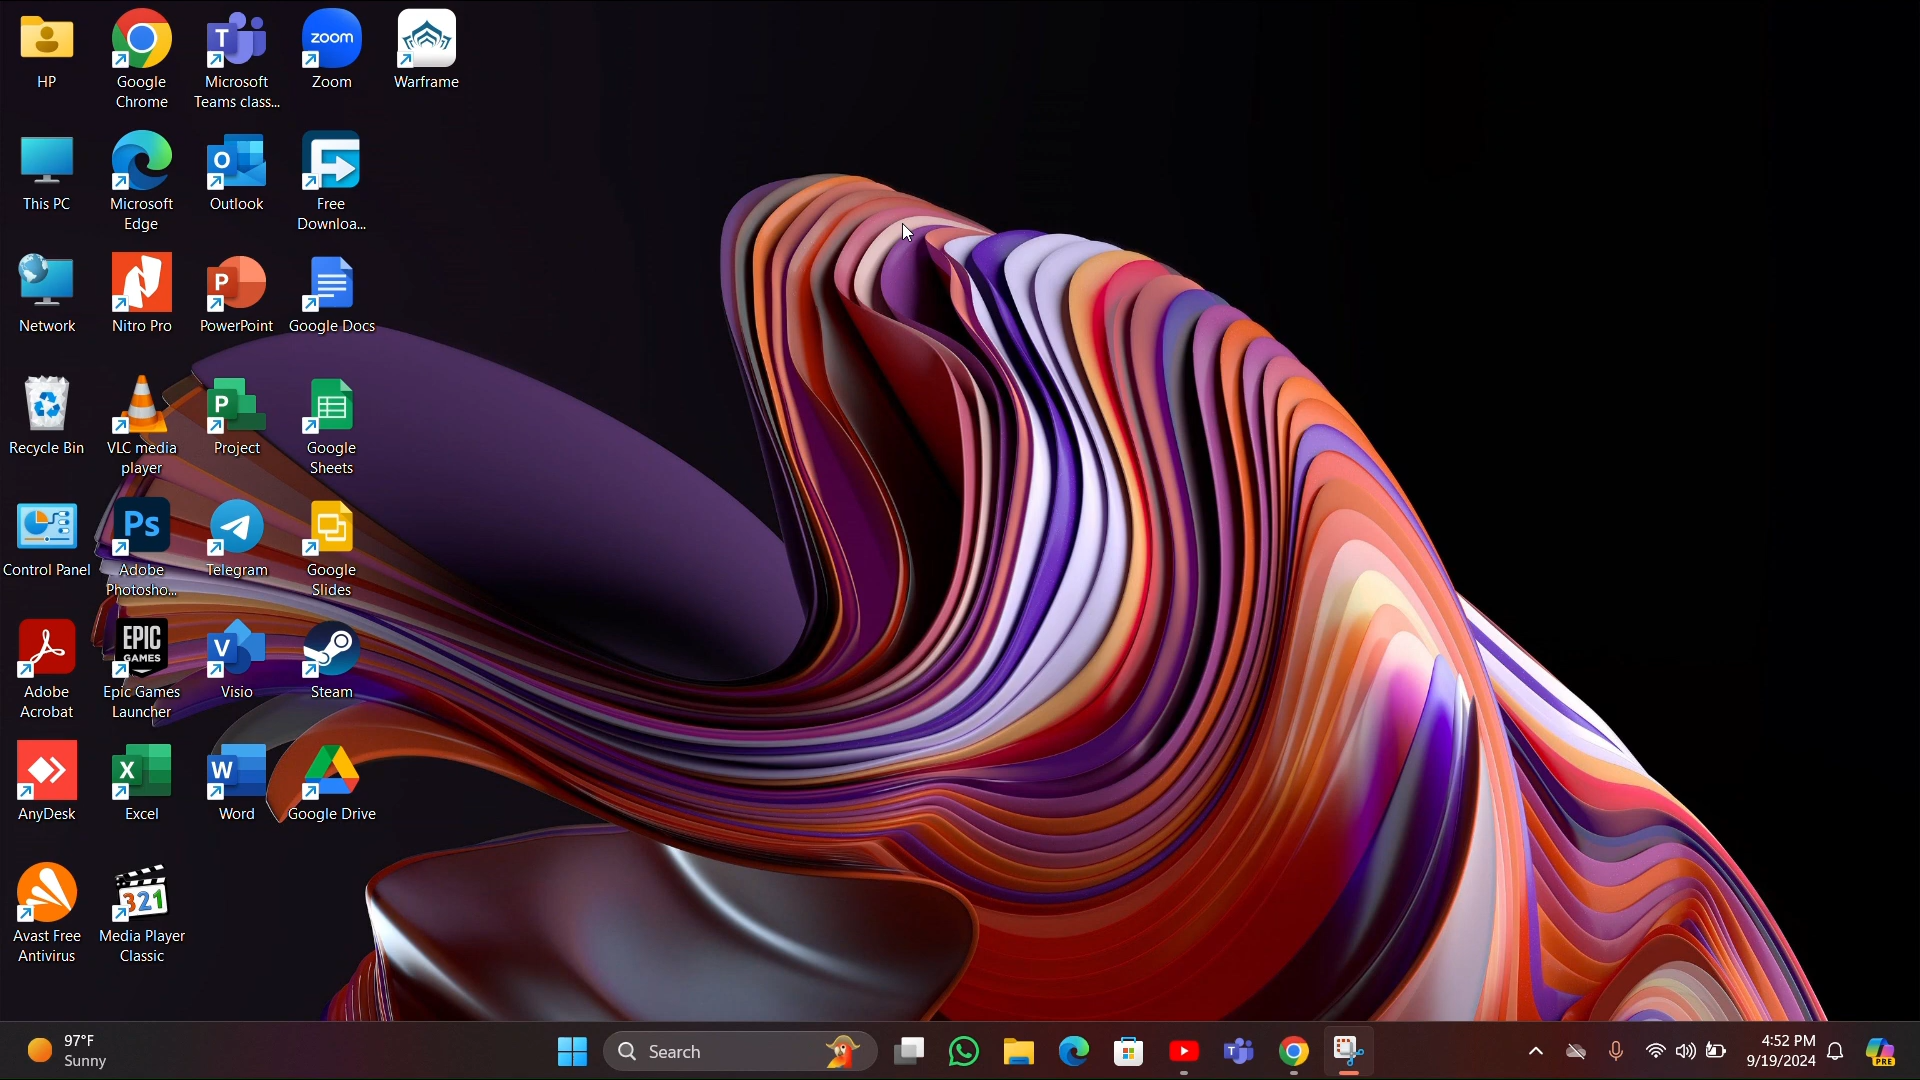 HP
Google
Chrome
T
Microsoft
Teams class...
zoom
Zoom
Warframe
This PC
Microsoft
Edge
O
Outlook
Free
Downloa...
Network
Nitro Pro
P
PowerPoint
Google Docs
Recycle Bin
VLC media
player
P
Project
Google
Sheets
Control Panel
Ps
Adobe
Photosho...
Telegram
Google
Slides
Adobe
Acrobat
EPIC
GAMES
Epic Games
Launcher
V
Visio
Steam
AnyDesk
X
Excel
W
Word
Google Drive
Avast Free
Antivirus
321
Media Player
Classic
97°F
Sunny
Search
T
4:52 PM
9/19/2024
PRE